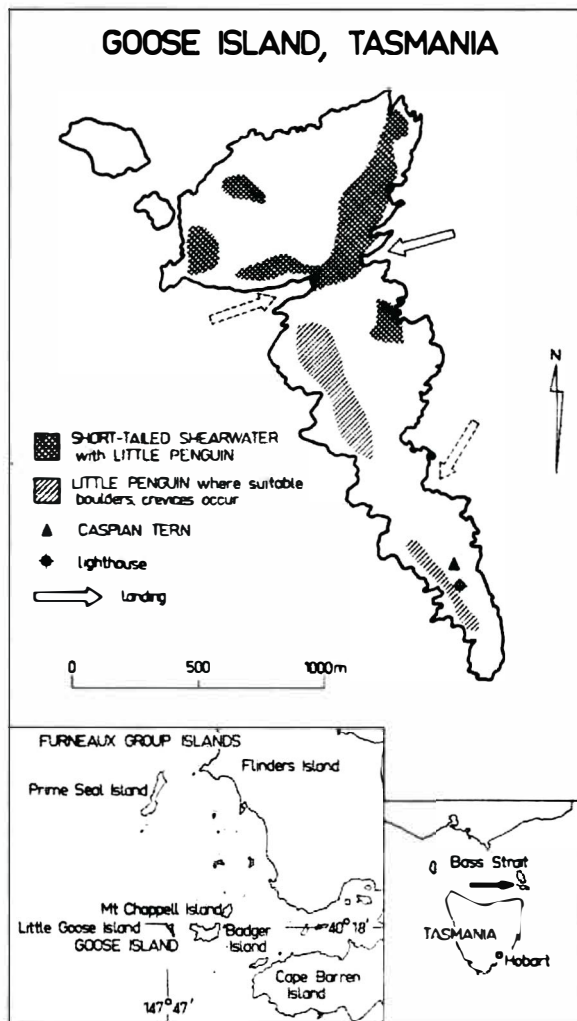 GOOSE ISLAND, TASMANIA
N
SHORT-TAILED SHEARWATER
with LITTLE PENGUIN
LITTLE PENGUIN where suitable
boulders, crevices occur
CASPIAN TERN
lighthouse
landing
0 500 1000m
FURNEAUX GROUP ISLANDS
Flinders Island
Prime Seal Island
Mt Chappell Island
Little Goose Island
GOOSE ISLAND
Badger
Island
40° 18'
Cape Barren
Island
147° 47'
Bass Strait
TASMANIA
Hobart